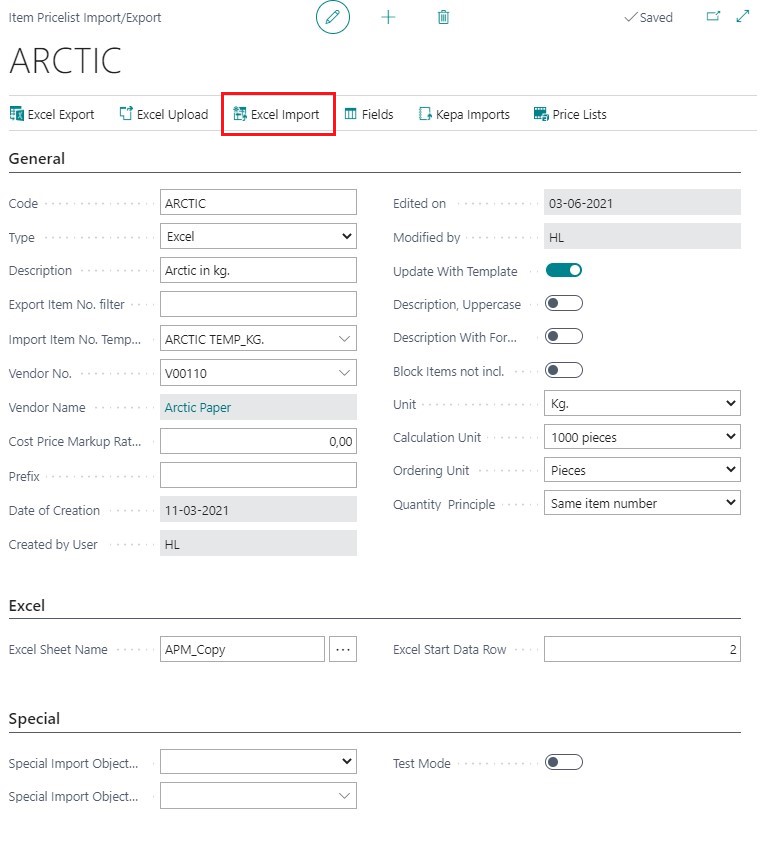 Item Pricelist Import/Export
Saved
ARCTIC
Excel Export Excel Upload Excel Import Fields Kepa Imports Price Lists
General
Code ARCTIC
Type Excel
Description Arctic in kg.
Export Item No. filter
Import Item No. Temp... ARCTIC TEMP_KG.
Vendor No. V00110
Vendor Name Arctic Paper
Cost Price Markup Rat... 0,00
Prefix
Date of Creation 11-03-2021
Created by User HL
Edited on 03-06-2021
Modified by HL
Update With Template
Description, Uppercase
Description With For...
Block Items not incl.
Unit Kg.
Calculation Unit 1000 pieces
Ordering Unit Pieces
Quantity Principle Same item number
Excel
Excel Sheet Name APM_Copy ...
Excel Start Data Row 2
Special
Special Import Object...
Special Import Object...
Test Mode